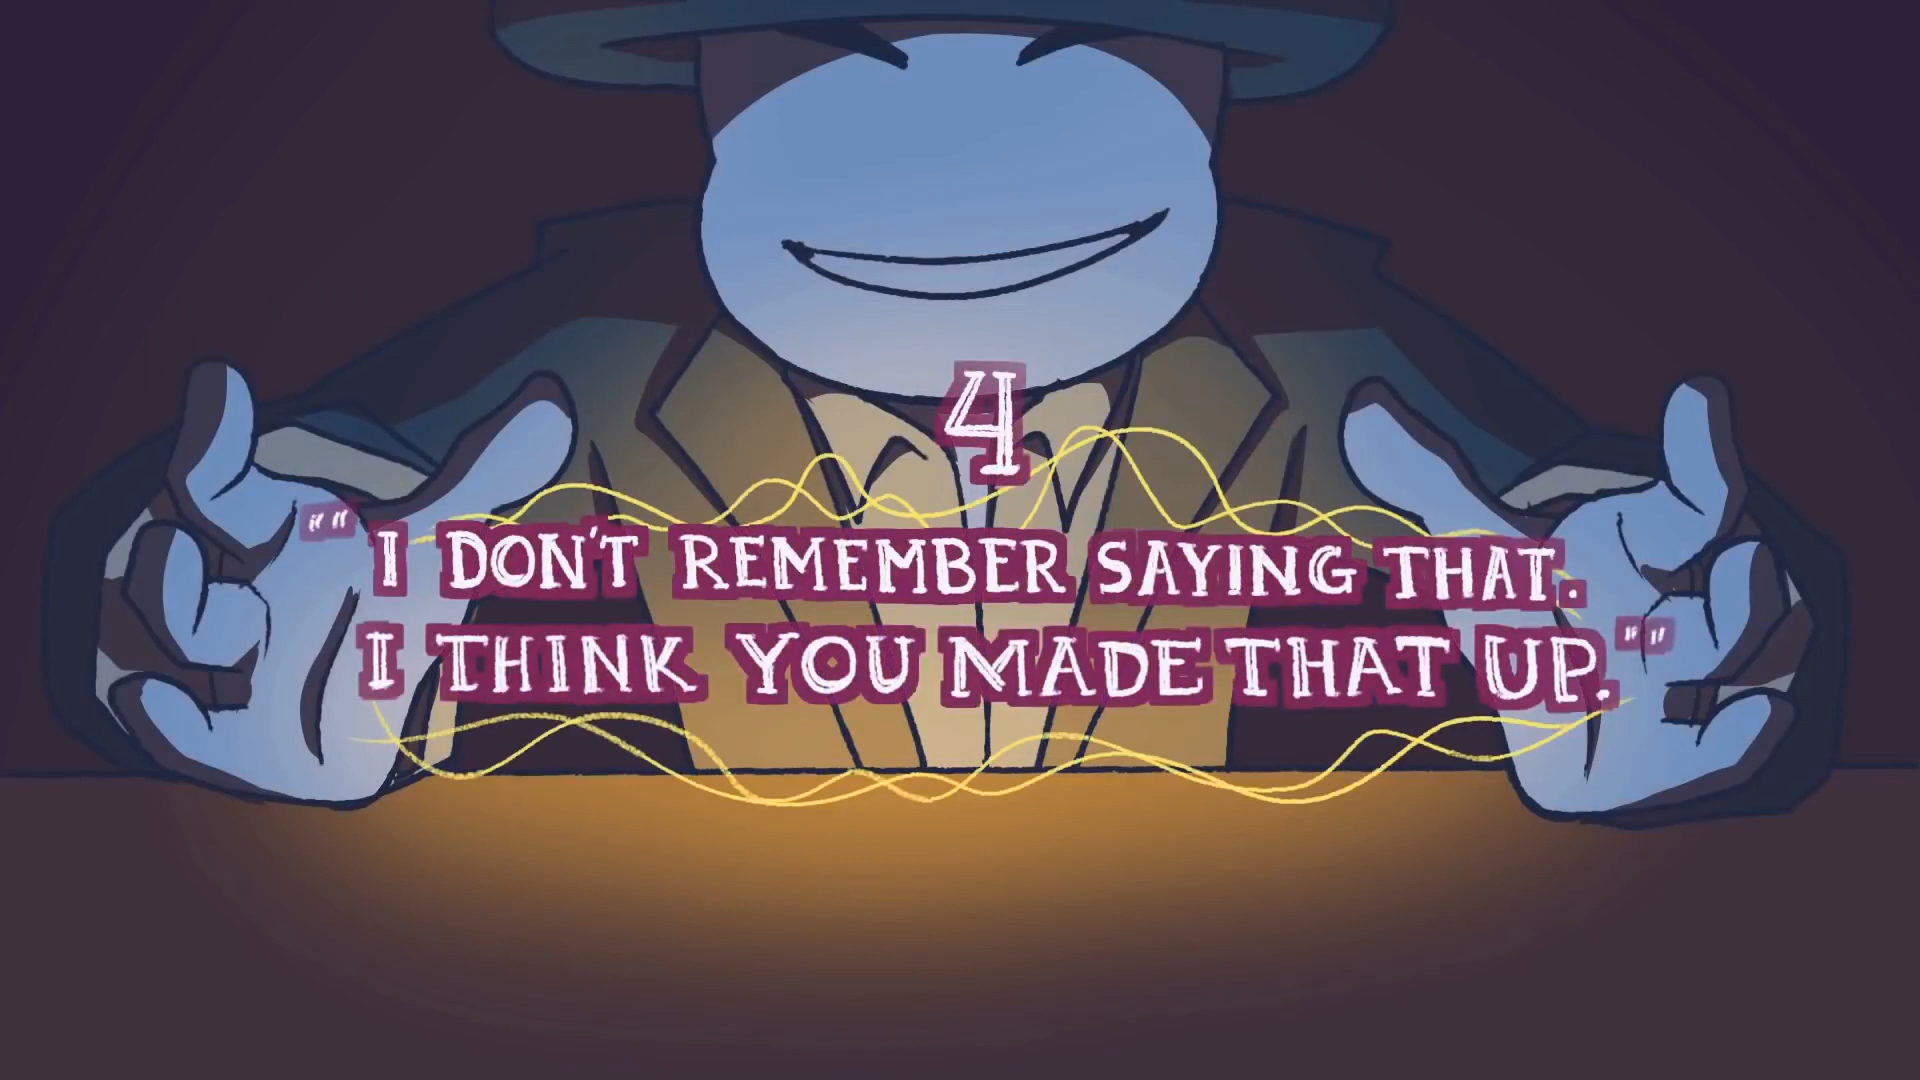 4
""I DON'T REMEMBER SAYING THAT.
I THINK YOU MADE THAT UP.""